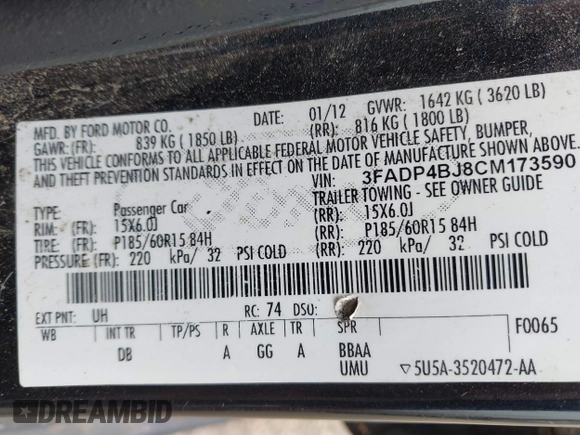 MFD. BY FORD MOTOR CO.
DATE: 01/12 GVWR: 1642 KG ( 3620 LB)
GAWR: (FR): 839 KG ( 1850 LB) (RR): 816 KG ( 1800 LB)
THIS VEHICLE CONFORMS TO ALL APPLICABLE FEDERAL MOTOR VEHICLE SAFETY, BUMPER,
AND THEFT PREVENTION STANDARDS IN EFFECT ON THE DATE OF MANUFACTURE SHOWN ABOVE.
VIN: 3FADP4BJ8CM173590
TYPE: Passenger Car TRAILER TOWING - SEE OWNER GUIDE
RIM: (FR): 15X6.0J (RR): 15X6.0J
TIRE: (FR): P185/60R15 84H (RR): P185/60R15 84H
PRESSURE: (FR): 220 kPa/ 32 PSI COLD (RR): 220 kPa/ 32 PSI COLD
EXT PNT: UH RC: 74 DSO:
WB INT TR TP/PS R AXLE TR SPR F0065
DB A GG A BBAA
UMU ▽5U5A-3520472-AA
DREAMBID